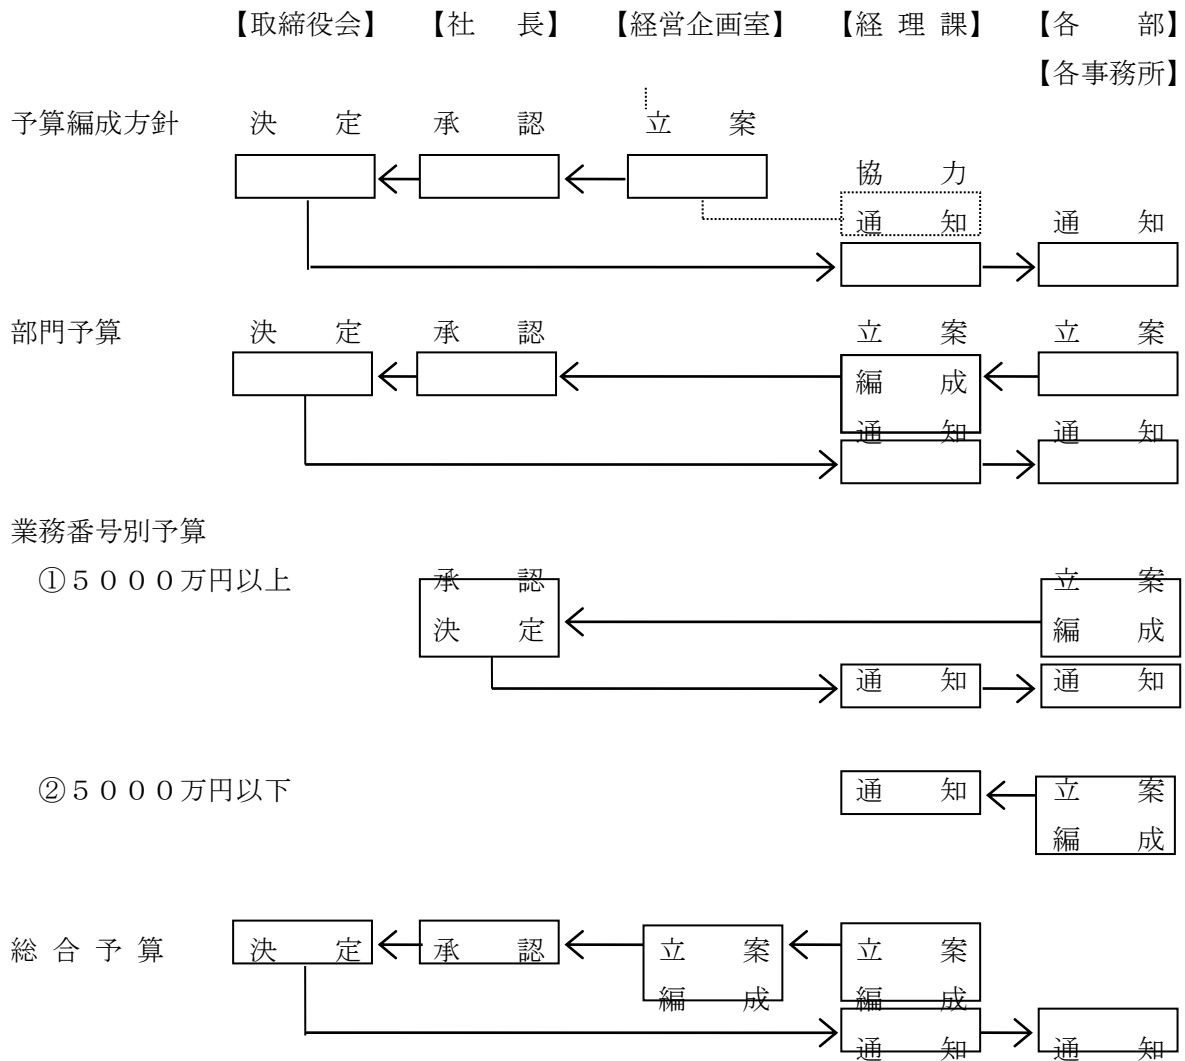 【取締役会】 【社　長】 【経営企画室】 【経 理 課】 【各　　部】
【各事務所】
予算編成方針 決　定 承　認 立　案
協　力
通　知 通　知
部門予算 決　定 承　認 立　案 立　案
編　成
通　知 通　知
業務番号別予算
①５０００万円以上 承　認 立　案
決　定 編　成
通　知 通　知
②５０００万円以下 通　知 立　案
編　成
総 合 予 算 決　定 承　認 立　案 立　案
編　成 編　成
通　知 通　知